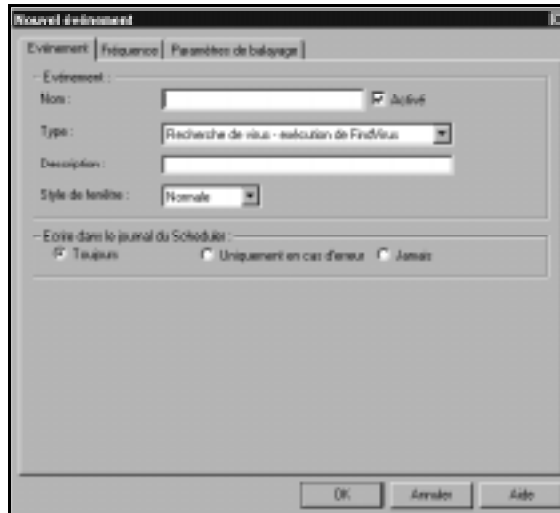 Nouvel événement
Evénement Fréquence Paramètres de balayage
Evénement :
Nom : Activé
Type : Recherche de virus - exécution de FindVirus
Description :
Style de fenêtre : Normale
Ecrire dans le journal du Scheduler :
Toujours Uniquement en cas d'erreur Jamais
OK Annuler Aide